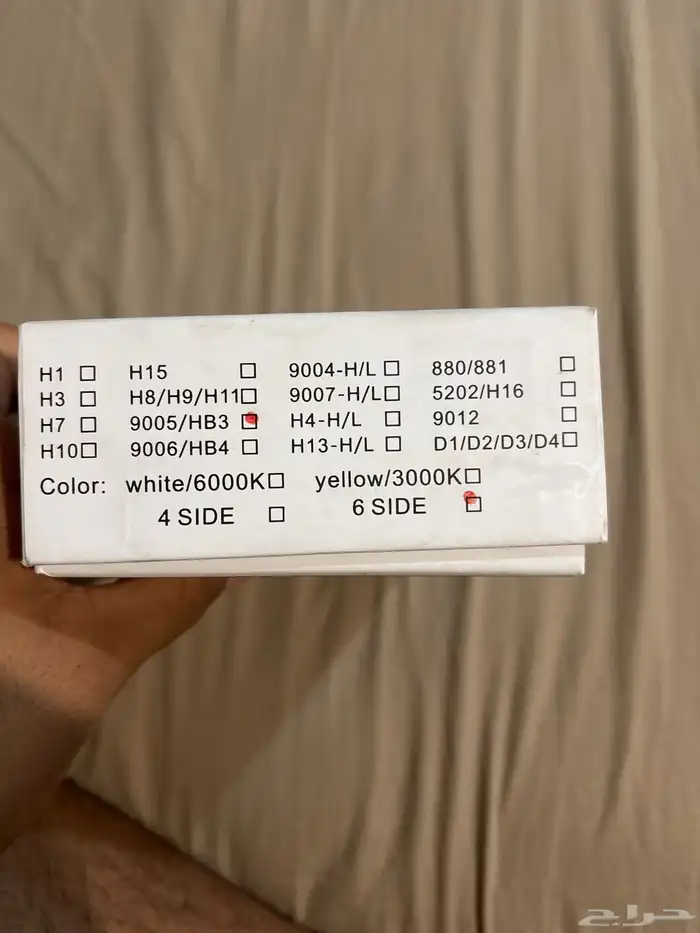 H1 □ H15 □ 9004-H/L □ 880/881 □
H3 □ H8/H9/H11 □ 9007-H/L □ 5202/H16 □
H7 □ 9005/HB3 □ H4-H/L □ 9012 □
H10 □ 9006/HB4 □ H13-H/L □ D1/D2/D3/D4 □
Color: white/6000K □ yellow/3000K □
4 SIDE □ 6 SIDE □
حراج